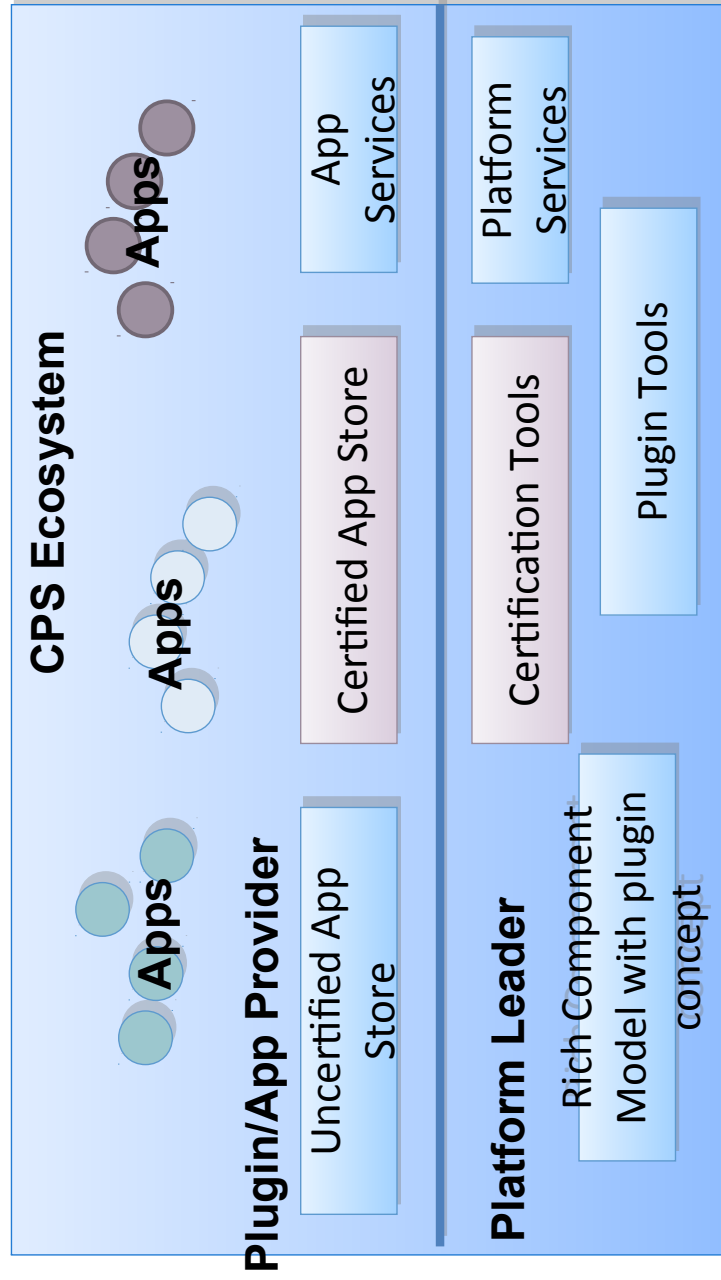 CPS Ecosystem
Apps
Apps
Apps
Plugin/App Provider
Uncertified App
Store
Certified App Store
App
Services
Platform Leader
Certification Tools
Platform
Services
Rich Component
Model with plugin
concept
Plugin Tools